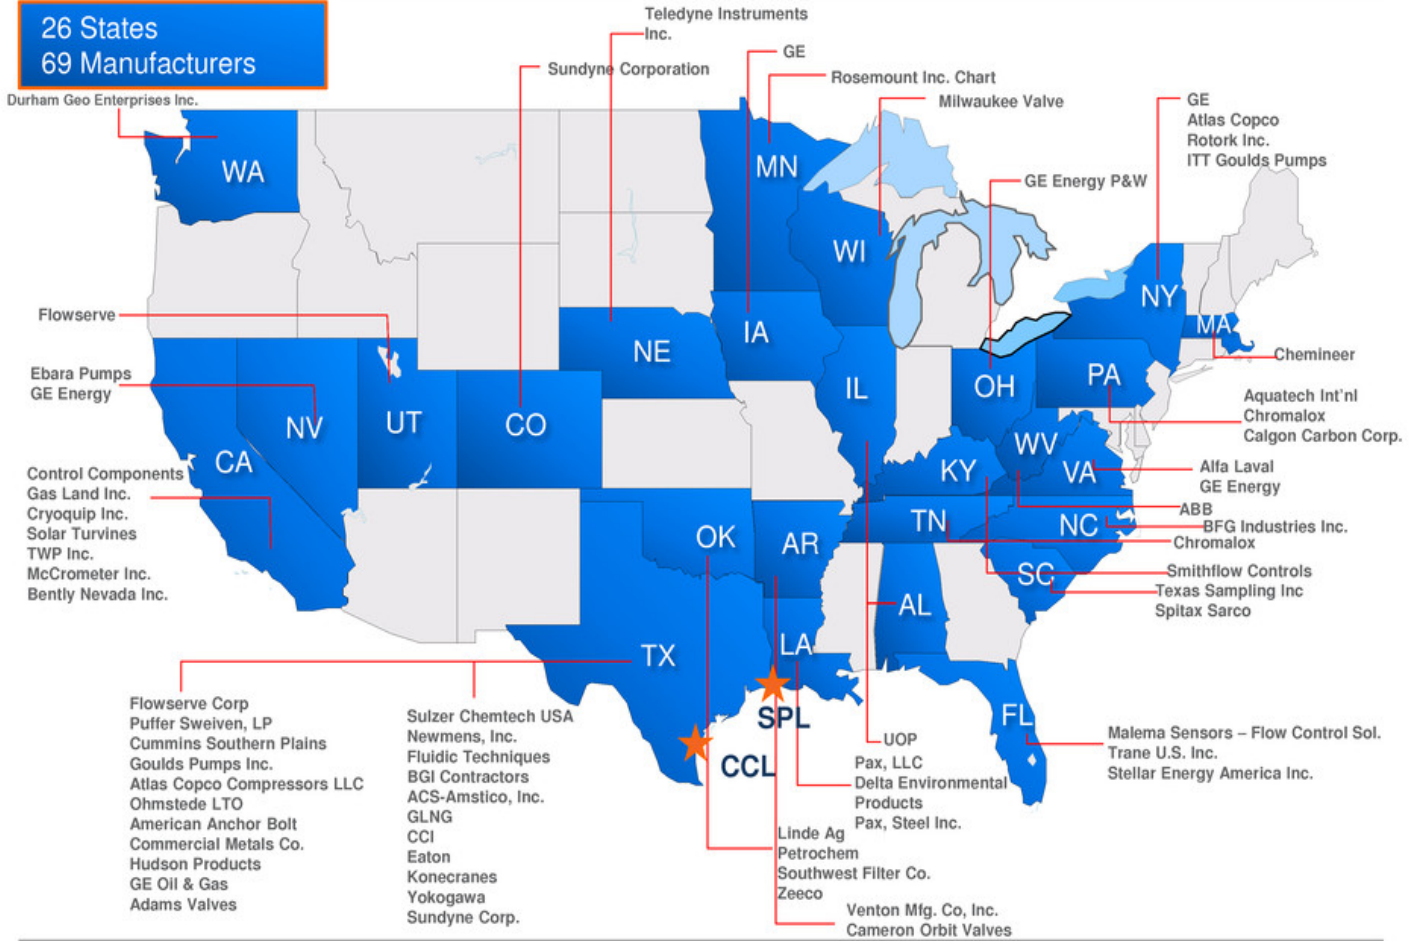 26 States
69 Manufacturers
Durham Geo Enterprises Inc.
Teledyne Instruments
Inc.
Sundyne Corporation
GE
Rosemount Inc. Chart
Milwaukee Valve
GE
Atlas Copco
Rotork Inc.
ITT Goulds Pumps
GE Energy P&W
WA
MN
WI
NY
MA
Chemineer
Flowserve
Ebara Pumps
GE Energy
NE
IA
IL
OH
PA
Aquatech Int'nl
Chromalox
Calgon Carbon Corp.
NV
UT
CO
CA
WV
KY
VA
Alfa Laval
GE Energy
Control Components
Gas Land Inc.
Cryoquip Inc.
Solar Turvines
TWP Inc.
McCrometer Inc.
Bently Nevada Inc.
ABB
BFG Industries Inc.
Chromalox
OK
AR
TN
NC
SC
AL
Smithflow Controls
Texas Sampling Inc
Spitax Sarco
TX
LA
SPL
CCL
FL
Malema Sensors – Flow Control Sol.
Trane U.S. Inc.
Stellar Energy America Inc.
Flowserve Corp
Puffer Sweiven, LP
Cummins Southern Plains
Goulds Pumps Inc.
Atlas Copco Compressors LLC
Ohmstede LTO
American Anchor Bolt
Commercial Metals Co.
Hudson Products
GE Oil & Gas
Adams Valves
Sulzer Chemtech USA
Newmens, Inc.
Fluidic Techniques
BGI Contractors
ACS-Amstico, Inc.
GLNG
CCI
Eaton
Konecranes
Yokogawa
Sundyne Corp.
UOP
Pax, LLC
Delta Environmental
Products
Pax, Steel Inc.
Linde Ag
Petrochem
Southwest Filter Co.
Zeeco
Venton Mfg. Co, Inc.
Cameron Orbit Valves